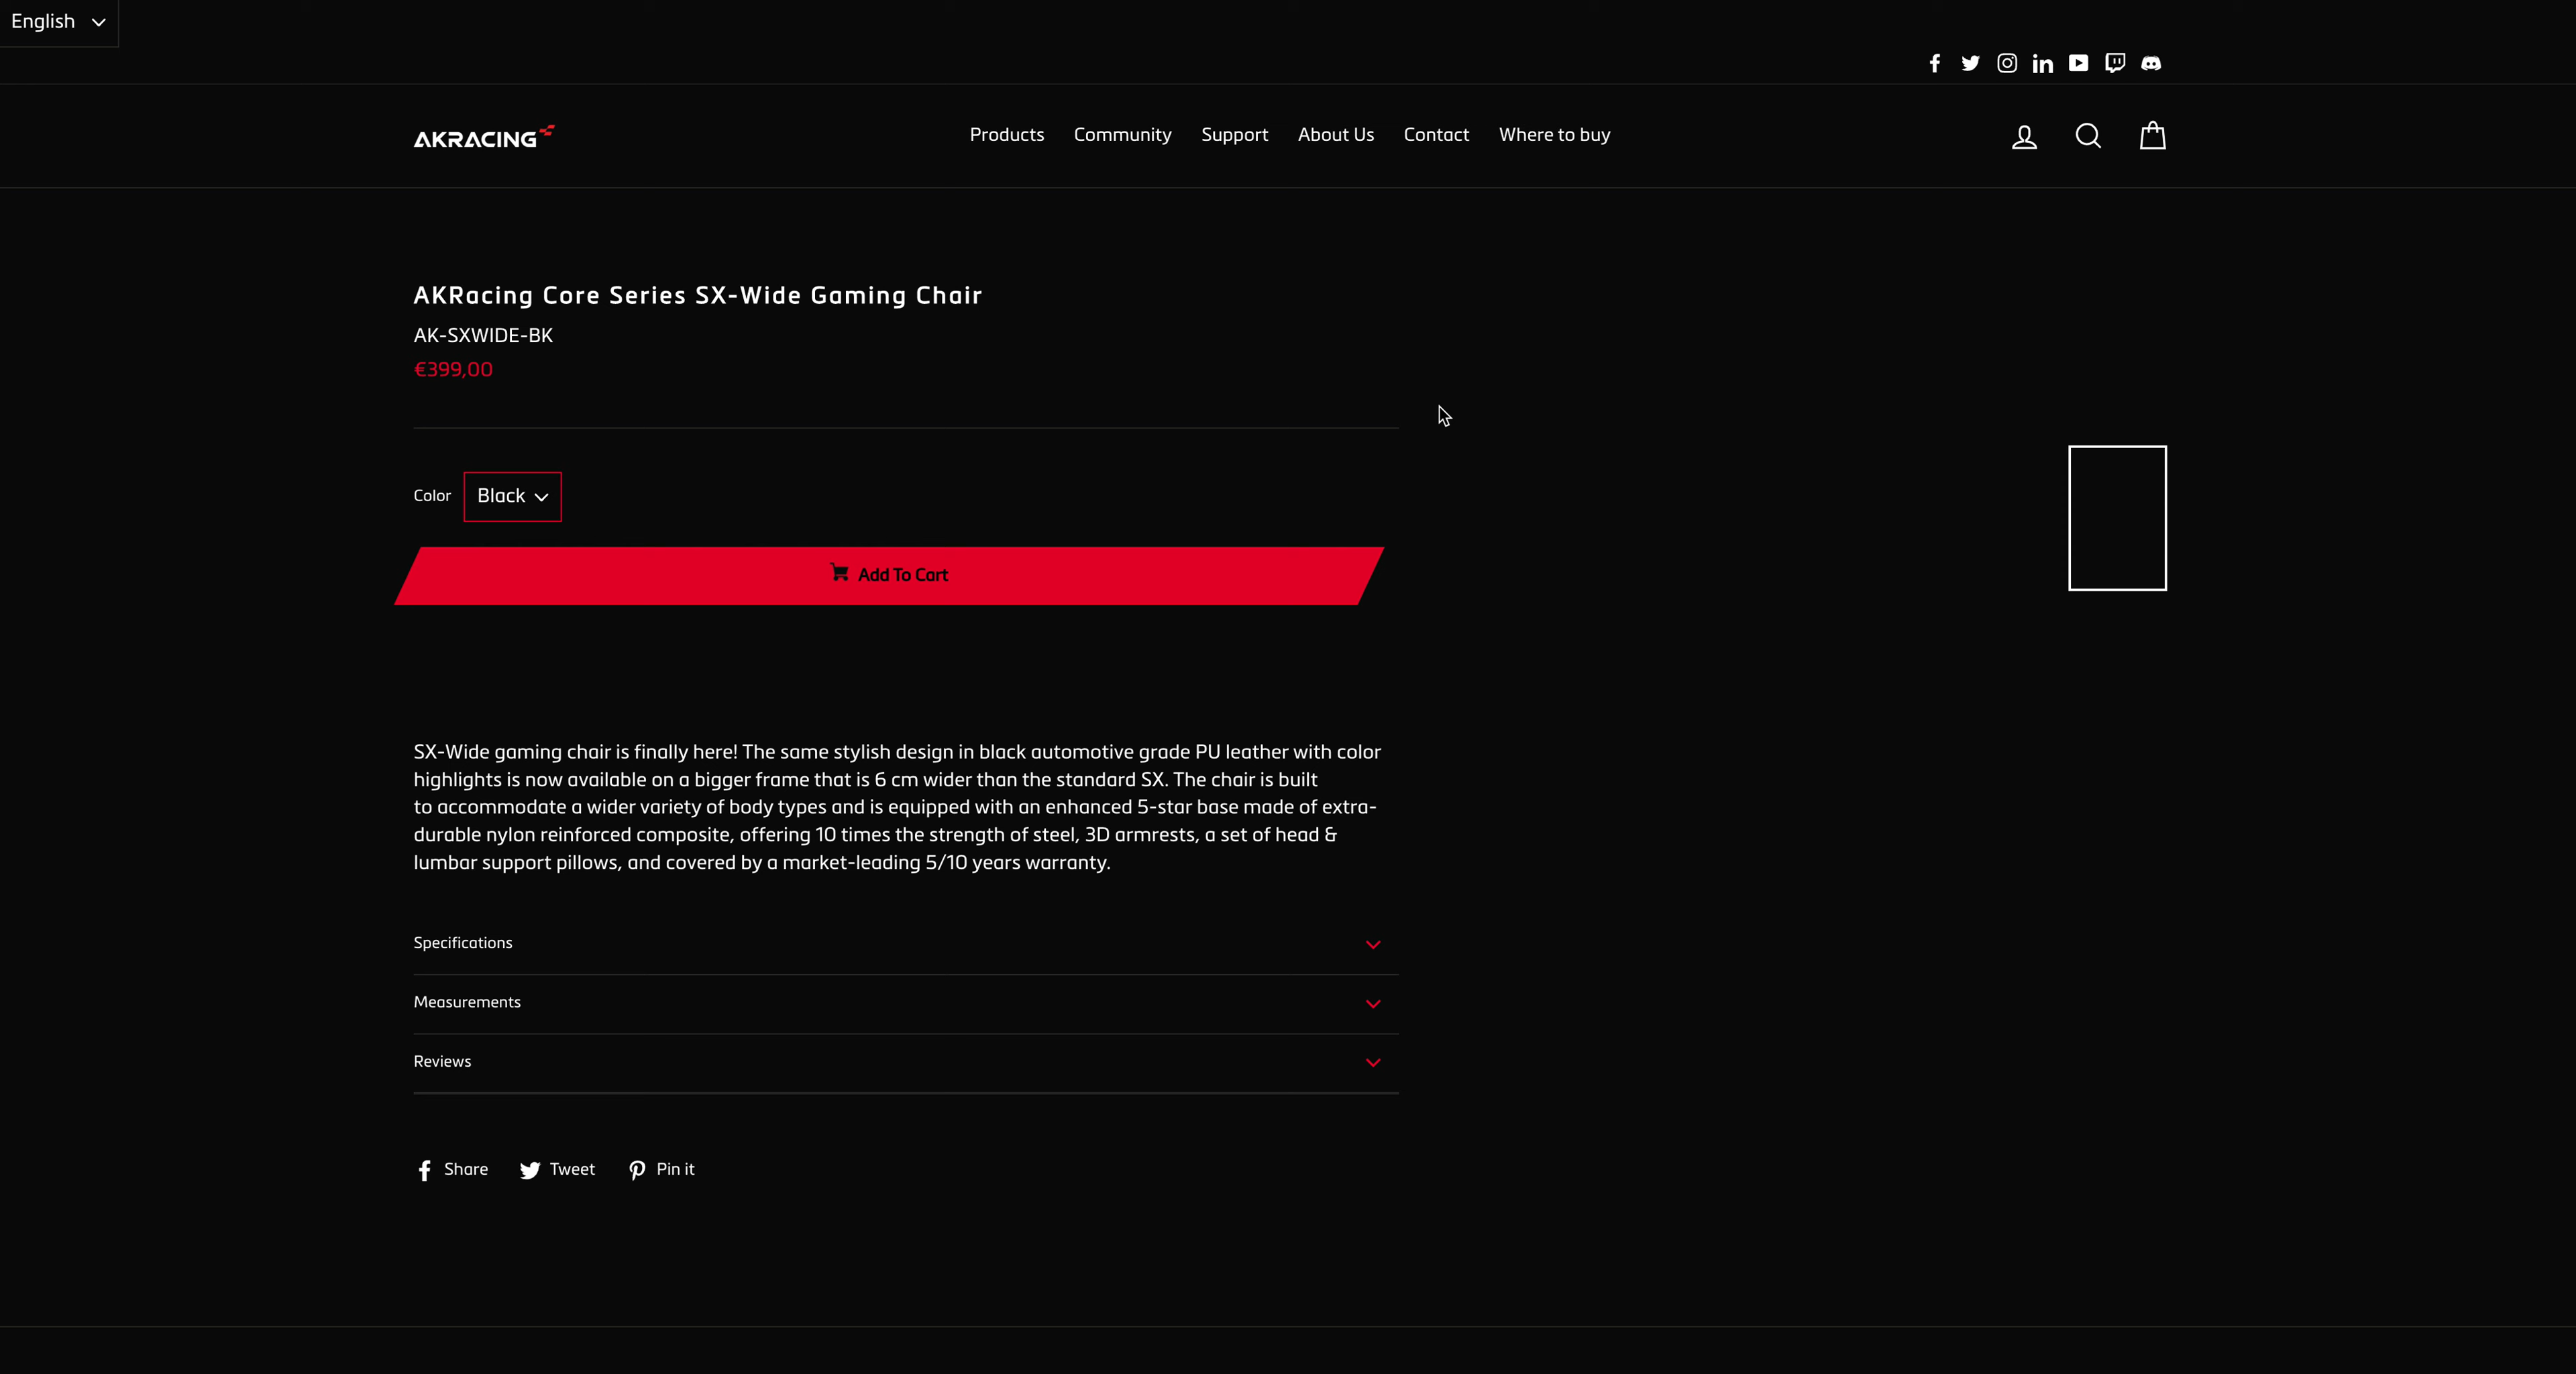 English
AKRACING
Products Community Support About Us Contact Where to buy
AKRacing Core Series SX-Wide Gaming Chair
AK-SXWIDE-BK
€399,00
Color Black
Add To Cart
SX-Wide gaming chair is finally here! The same stylish design in black automotive grade PU leather with color
highlights is now available on a bigger frame that is 6 cm wider than the standard SX. The chair is built
to accommodate a wider variety of body types and is equipped with an enhanced 5-star base made of extra-
durable nylon reinforced composite, offering 10 times the strength of steel, 3D armrests, a set of head &
lumbar support pillows, and covered by a market-leading 5/10 years warranty.
Specifications
Measurements
Reviews
Share Tweet Pin it